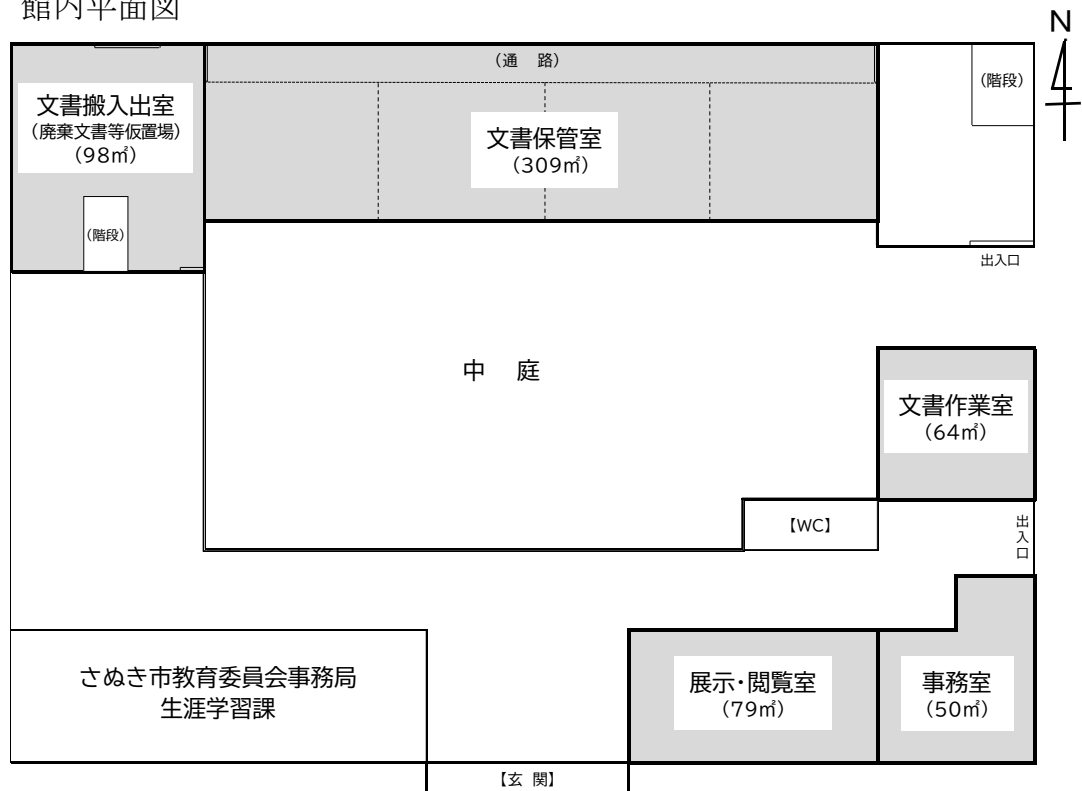 館内平面図
N
(通 路)
(階段)
文書搬入出室
(廃棄文書等仮置場)
(98㎡)
文書保管室
(309㎡)
(階段)
出入口
中 庭
文書作業室
(64㎡)
【WC】
出入口
さぬき市教育委員会事務局
生涯学習課
展示・閲覧室
(79㎡)
事務室
(50㎡)
【玄 関】